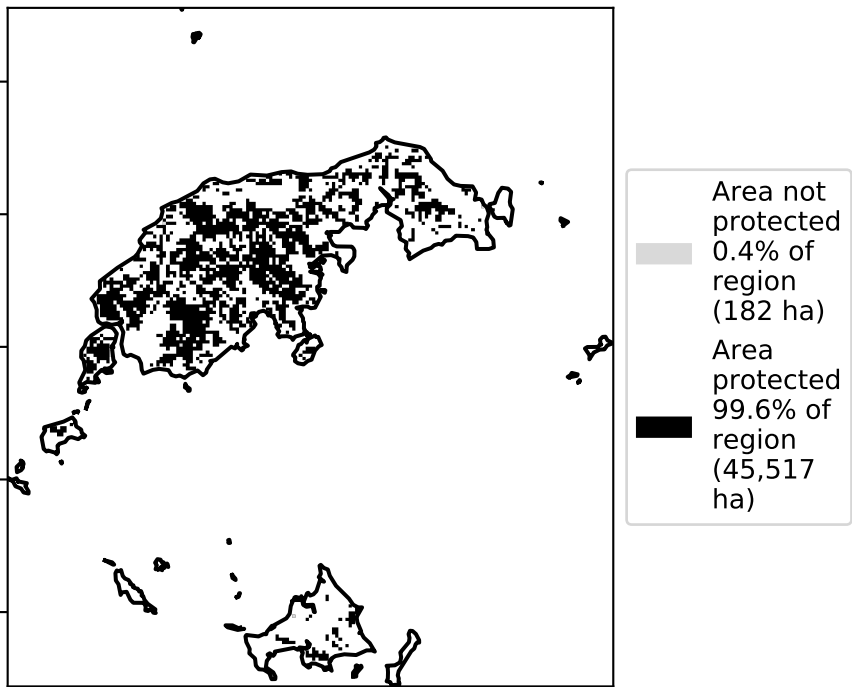 Area not
protected
0.4% of
region
(182 ha)
Area
protected
99.6% of
region
(45,517
ha)